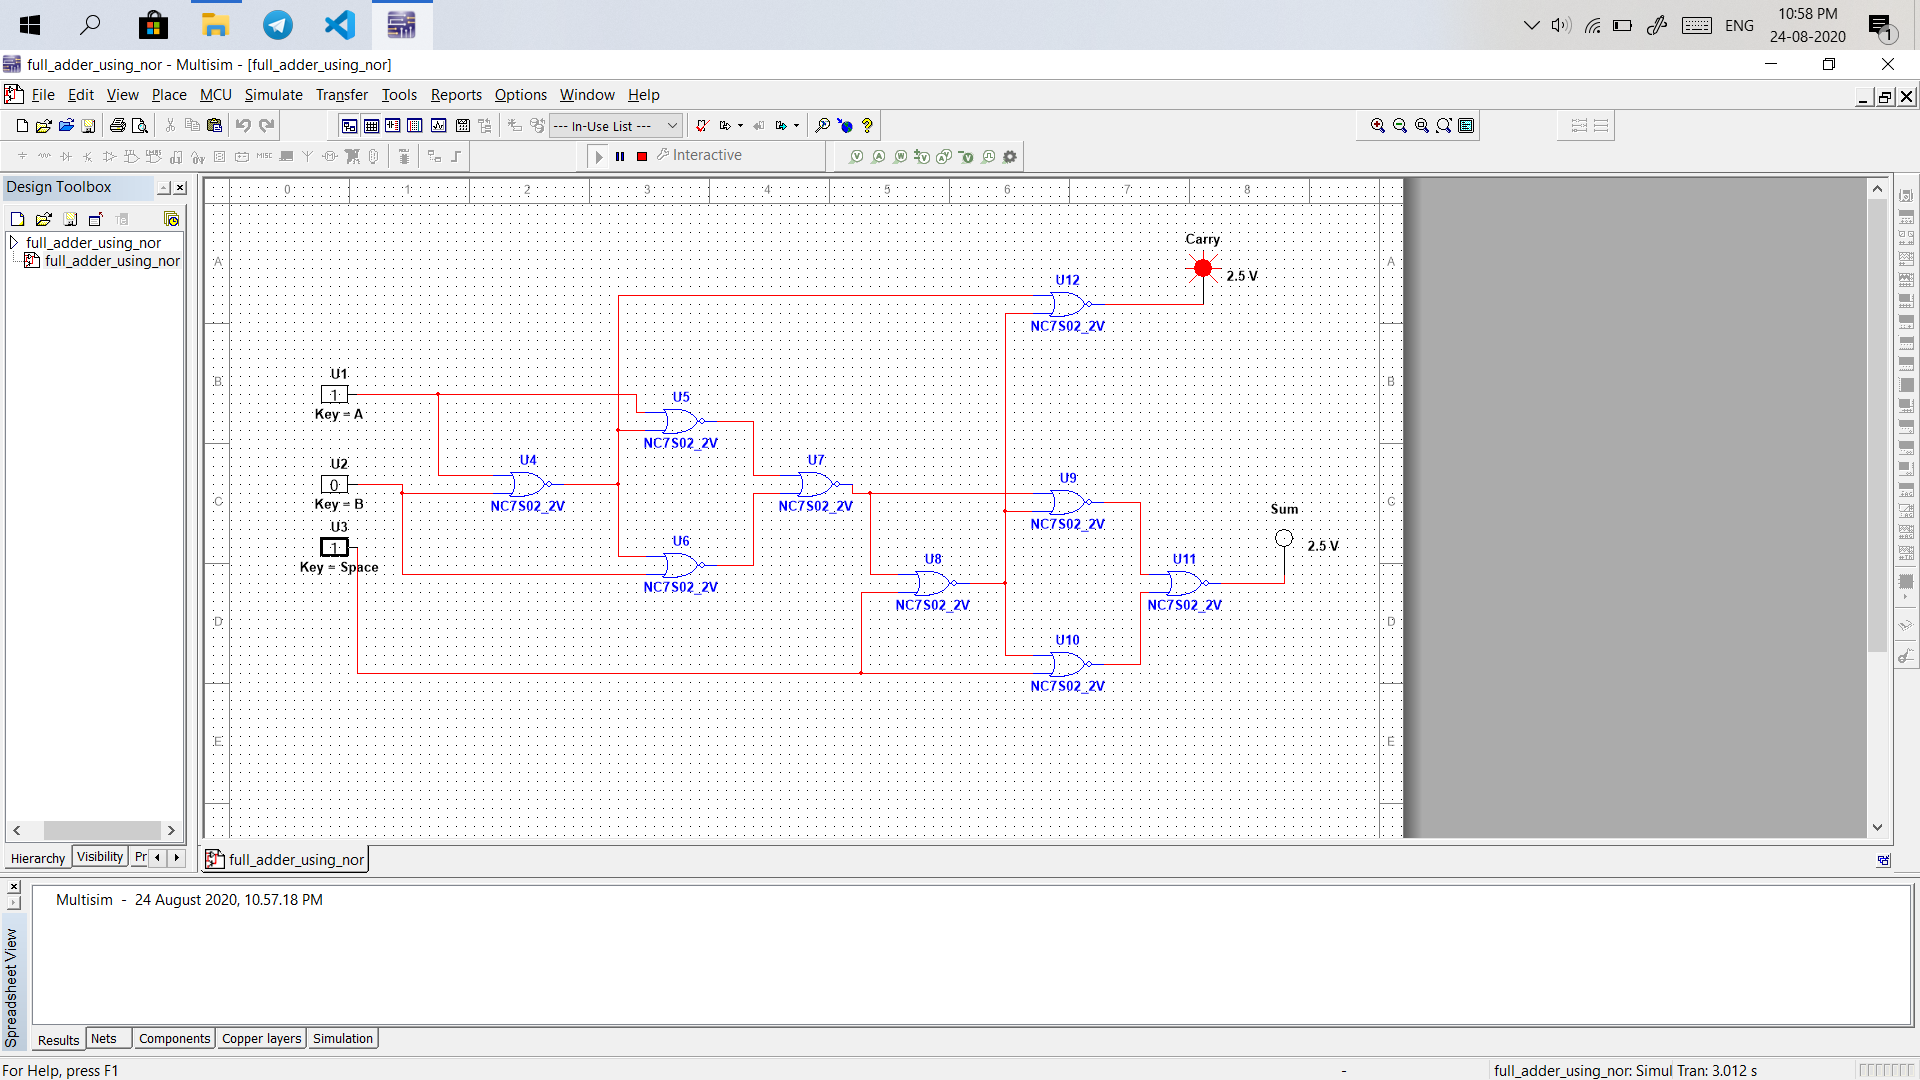 ENG
10:58 PM
24-08-2020
1
full_adder_using_nor - Multisim - [full_adder_using_nor]
File Edit View Place MCU Simulate Transfer Tools Reports Options Window Help
--- In-Use List ---
Interactive
Design Toolbox
full_adder_using_nor
full_adder_using_nor
Hierarchy Visibility Pr
0 1 2 3 4 5 6 7 8
A A
B B
C C
D D
E E
Carry
2.5 V
U12
NC7S02_2V
U1
1
Key = A
U5
NC7S02_2V
U2
0
Key = B
U4
NC7S02_2V
U7
NC7S02_2V
U9
NC7S02_2V
Sum
2.5 V
U3
1
Key = Space
U6
NC7S02_2V
U8
NC7S02_2V
U11
NC7S02_2V
U10
NC7S02_2V
full_adder_using_nor
Multisim - 24 August 2020, 10.57.18 PM
Spreadsheet View
Results Nets Components Copper layers Simulation
For Help, press F1
-
full_adder_using_nor: Simul Tran: 3.012 s